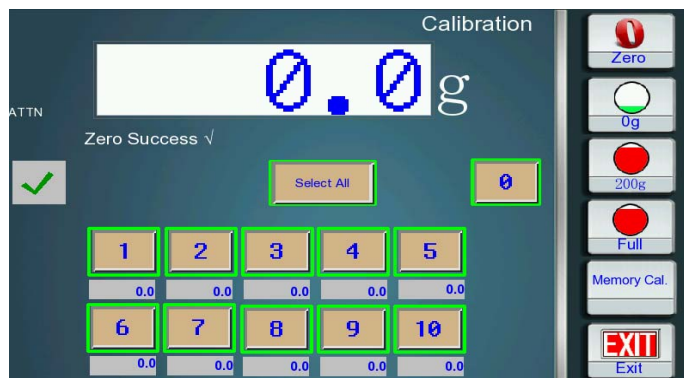 Calibration
0.0g
ATTN
Zero Success √
Select All
0
1 2 3 4 5
0.0 0.0 0.0 0.0 0.0
6 7 8 9 10
0.0 0.0 0.0 0.0 0.0
0
Zero
0g
200g
Full
Memory Cal.
EXIT
Exit